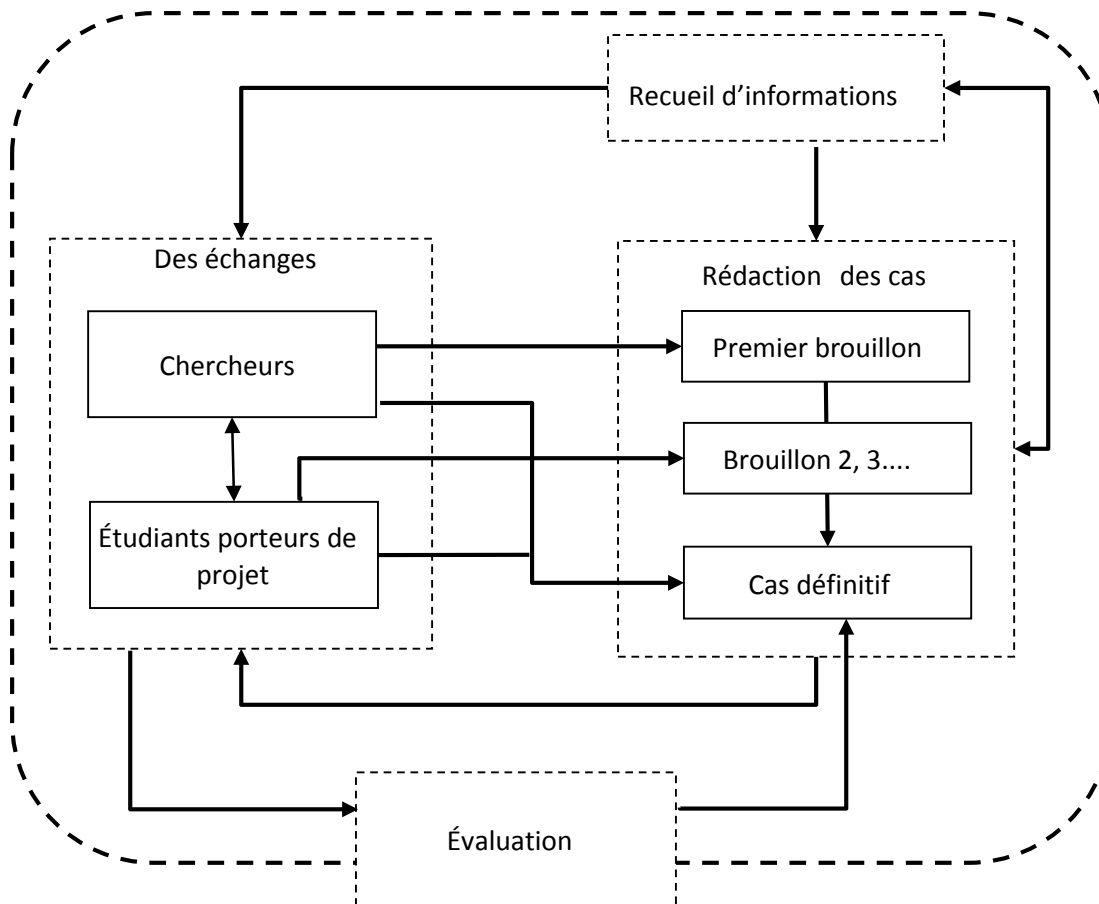 Recueil d’informations
Des échanges
Rédaction des cas
Chercheurs
Premier brouillon
Brouillon 2, 3....
Étudiants porteurs de
projet
Cas définitif
Évaluation